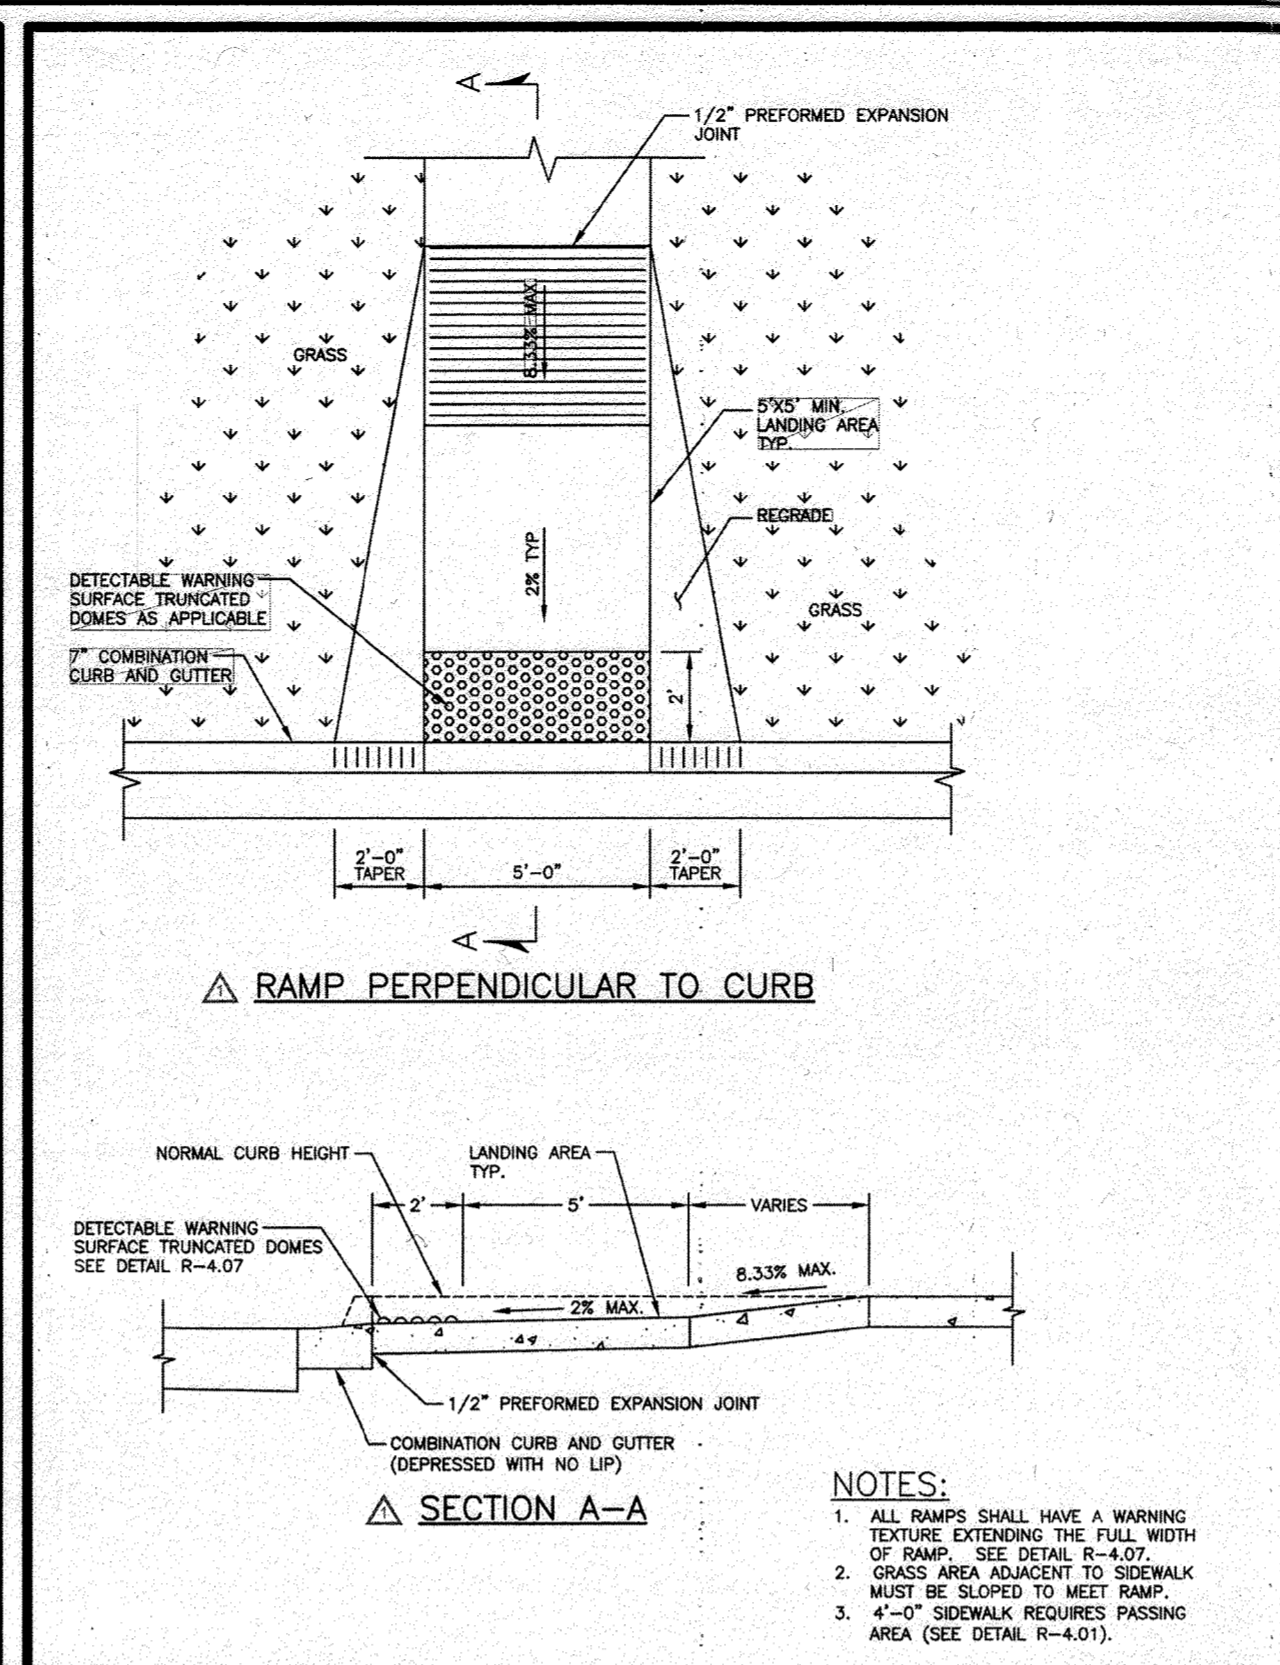 A
1/2" PREFORMED EXPANSION
JOINT
8.33% MAX.
GRASS
5'X5' MIN.
LANDING AREA
TYP.
REGRADE
2% TYP
DETECTABLE WARNING
SURFACE TRUNCATED
DOMES AS APPLICABLE
GRASS
7" COMBINATION
CURB AND GUTTER
2'
2'-0"
TAPER
5'-0"
2'-0"
TAPER
A
1 RAMP PERPENDICULAR TO CURB
NORMAL CURB HEIGHT
LANDING AREA
TYP.
2'
5'
VARIES
DETECTABLE WARNING
SURFACE TRUNCATED DOMES
SEE DETAIL R-4.07
8.33% MAX.
2% MAX.
1/2" PREFORMED EXPANSION JOINT
COMBINATION CURB AND GUTTER
(DEPRESSED WITH NO LIP)
1 SECTION A-A
NOTES:
1. ALL RAMPS SHALL HAVE A WARNING
TEXTURE EXTENDING THE FULL WIDTH
OF RAMP. SEE DETAIL R-4.07.
2. GRASS AREA ADJACENT TO SIDEWALK
MUST BE SLOPED TO MEET RAMP.
3. 4'-0" SIDEWALK REQUIRES PASSING
AREA (SEE DETAIL R-4.01).